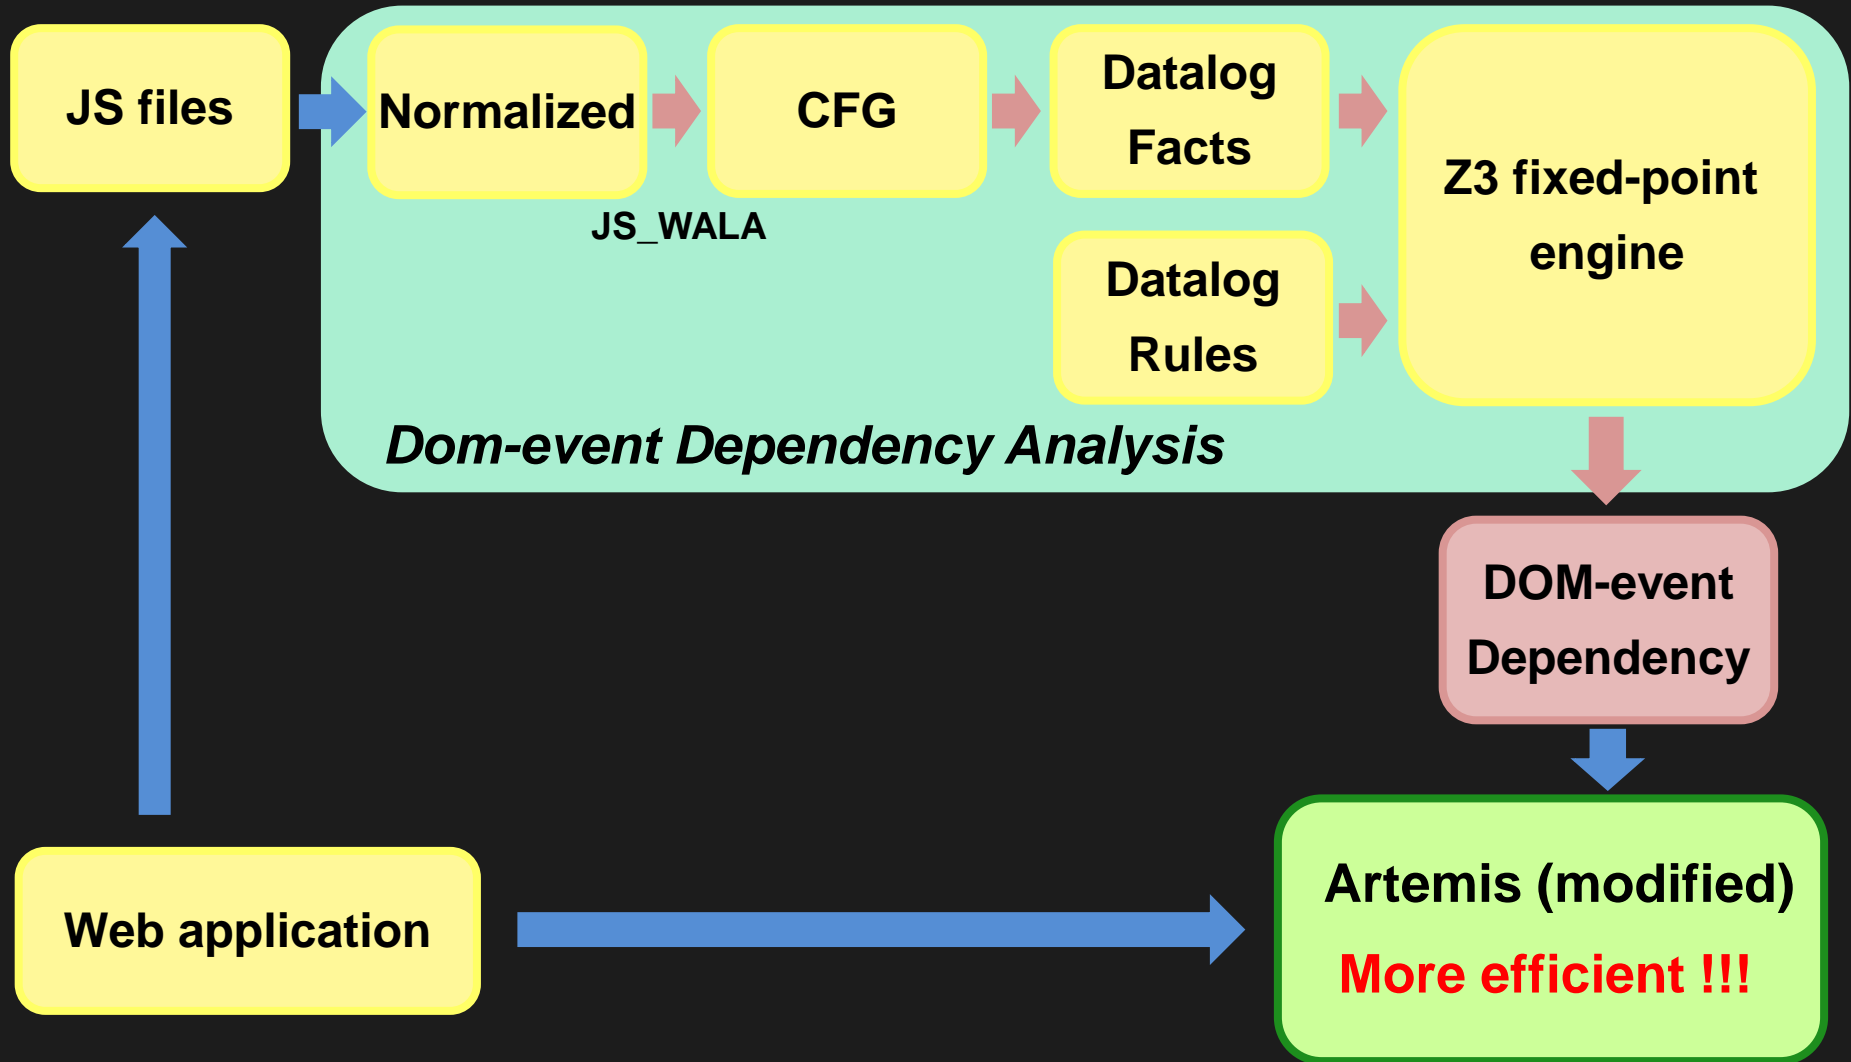 JS files
Normalized
CFG
Datalog
Facts
Z3 fixed-point
engine
JS_WALA
Datalog
Rules
Dom-event Dependency Analysis
DOM-event
Dependency
Web application
Artemis (modified)
More efficient !!!